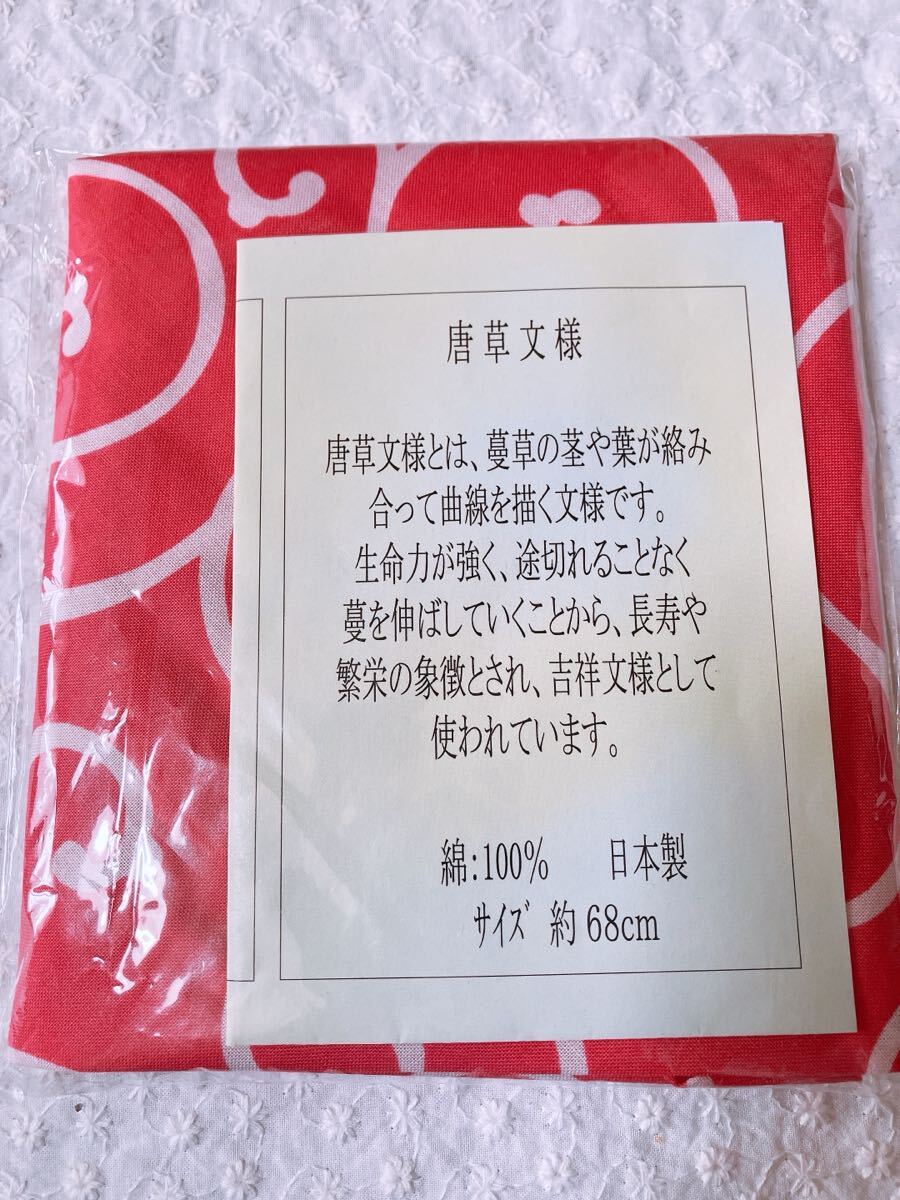 唐草文様
唐草文様とは、蔓草の茎や葉が絡み
合って曲線を描く文様です。
生命力が強く、途切れることなく
蔓を伸ばしていくことから、長寿や
繁栄の象徴とされ、吉祥文様として
使われています。
綿:100% 日本製
サイズ 約68cm